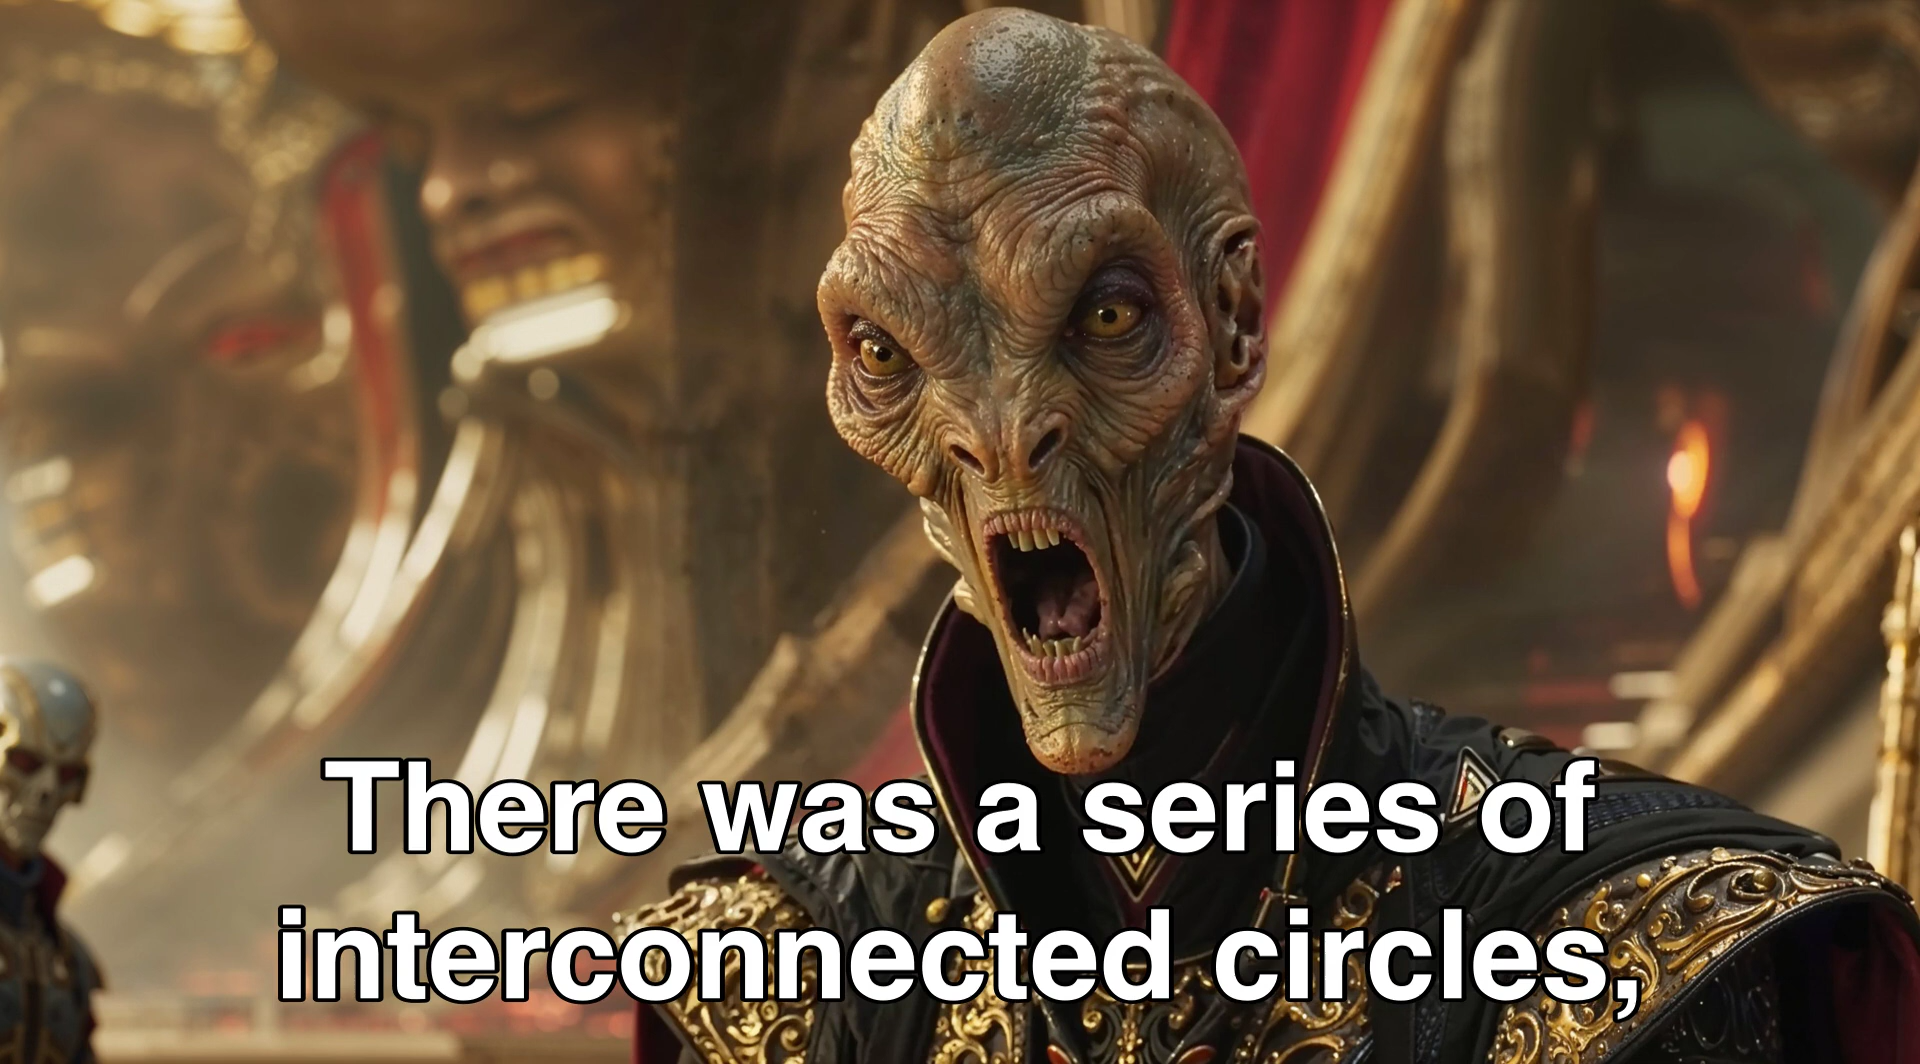 There was a series of
interconnected circles,